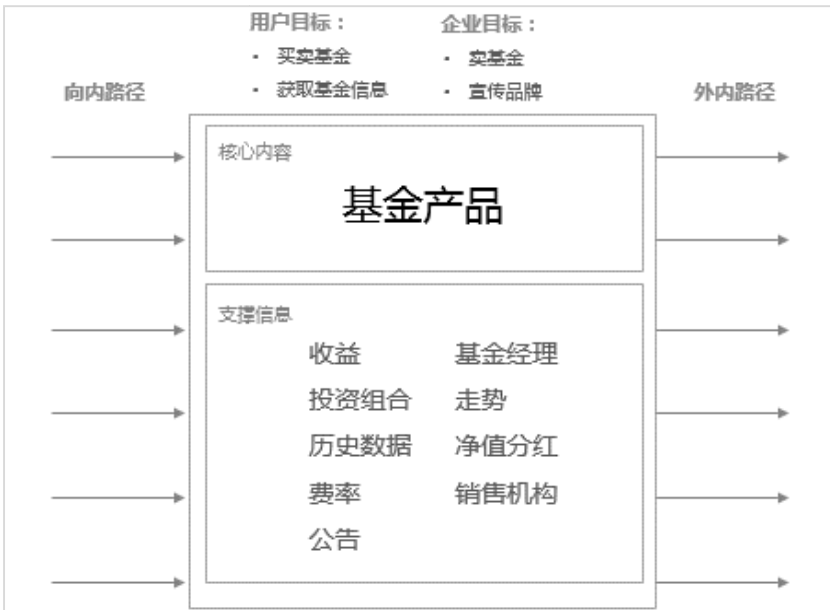 用户目标：
· 买卖基金
· 获取基金信息
企业目标：
· 卖基金
· 宣传品牌
向内路径
外内路径
核心内容
基金产品
支撑信息
收益 基金经理
投资组合 走势
历史数据 净值分红
费率 销售机构
公告